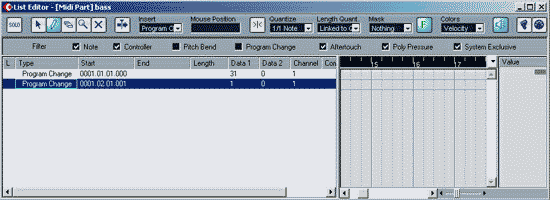 List Editor - [Midi Part] bass
Insert Mouse Position Quantize Length Quant. Mask Colors
SOLO Program C 1/1 Note Linked to C Nothing F Velocity
Filter Note Controller Pitch Bend Program Change Aftertouch Poly Pressure System Exclusive
L Type Start End Length Data 1 Data 2 Channel Con 15 16 17 Value
Program Change 0001.01.01.000 31 0 1
Program Change 0001.02.01.001 1 0 1